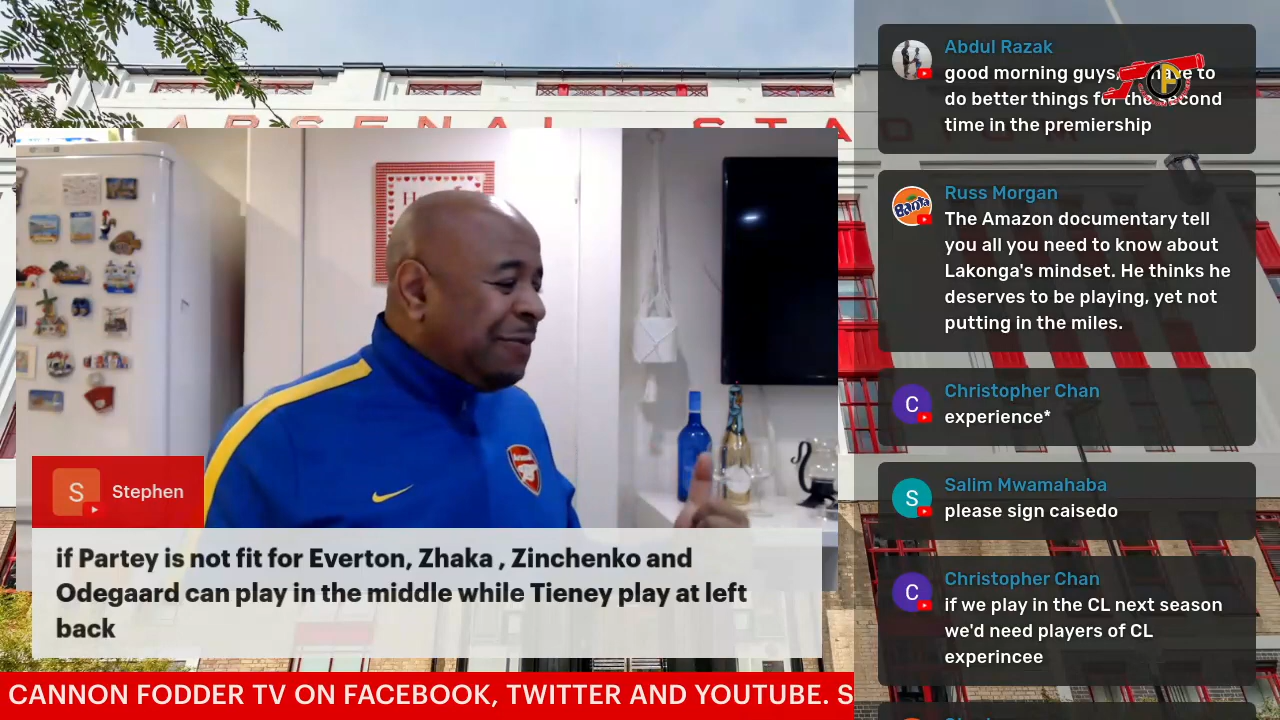 ARSENAL STA
Stephen
if Partey is not fit for Everton, Zhaka , Zinchenko and
Odegaard can play in the middle while Tieney play at left
back
CANNON FODDER TV ON FACEBOOK, TWITTER AND YOUTUBE. S
Abdul Razak
good morning guys, to
do better things for the second
time in the premiership
Russ Morgan
The Amazon documentary tell
you all you need to know about
Lakonga's mindset. He thinks he
deserves to be playing, yet not
putting in the miles.
Christopher Chan
experience*
Salim Mwamahaba
please sign caisedo
Christopher Chan
if we play in the CL next season
we'd need players of CL
experincee